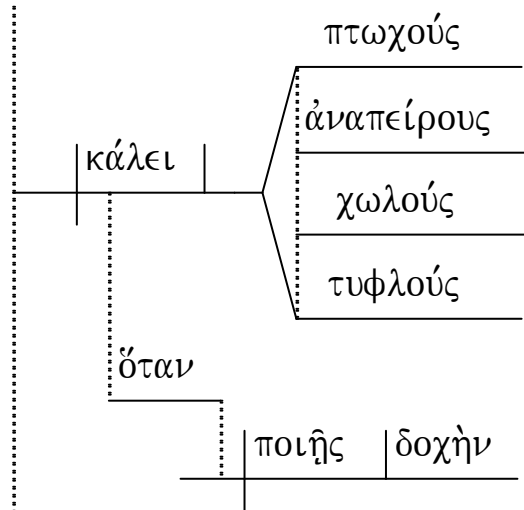 πτωχούς
ἀναπείρους
κάλει
χωλούς
τυφλούς
ὅταν
ποιῇς δοχὴν